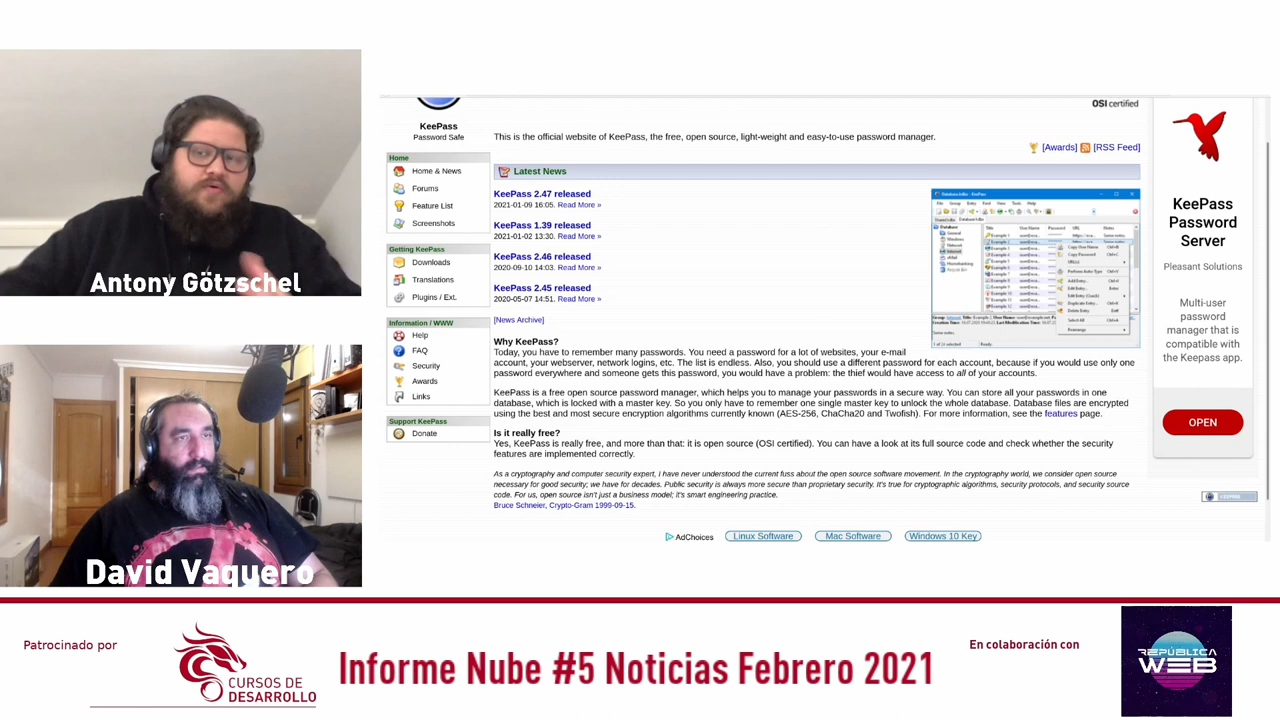 Antony Götzschel
David Vaquero
KeePass
Password Safe
Home
Home & News
Forums
Feature List
Screenshots
Getting KeePass
Downloads
Translations
Plugins / Ext.
Information / WWW
Help
FAQ
Security
Awards
Links
Support KeePass
Donate
OSI certified
This is the official website of KeePass, the free, open source, light-weight and easy-to-use password manager.
[Awards] [RSS Feed]
Latest News
KeePass 2.47 released
2021-01-09 16:05. Read More »
KeePass 1.39 released
2021-01-02 13:30. Read More »
KeePass 2.46 released
2020-09-10 14:03. Read More »
KeePass 2.45 released
2020-05-07 14:51. Read More »
[News Archive]
Why KeePass?
Today, you have to remember many passwords. You need a password for a lot of websites, your e-mail
account, your webserver, network logins, etc. The list is endless. Also, you should use a different password for each account, because if you would use only one
password everywhere and someone gets this password, you would have a problem: the thief would have access to all of your accounts.
KeePass is a free open source password manager, which helps you to manage your passwords in a secure way. You can store all your passwords in one
database, which is locked with a master key. So you only have to remember one single master key to unlock the whole database. Database files are encrypted
using the best and most secure encryption algorithms currently known (AES-256, ChaCha20 and Twofish). For more information, see the features page.
Is it really free?
Yes, KeePass is really free, and more than that: it is open source (OSI certified). You can have a look at its full source code and check whether the security
features are implemented correctly.
As a cryptography and computer security expert, I have never understood the current fuss about the open source software movement. In the cryptography world, we consider open source
necessary for good security; we have for decades. Public security is always more secure than proprietary security. It's true for cryptographic algorithms, security protocols, and security source
code. For us, open source isn't just a business model; it's smart engineering practice.
Bruce Schneier, Crypto-Gram 1999-09-15.
AdChoices
Linux Software
Mac Software
Windows 10 Key
KeePass
Password
Server
Pleasant Solutions
Multi-user
password
manager that is
compatible with
the Keepass app.
OPEN
Patrocinado por
CURSOS DE
DESARROLLO
Informe Nube #5 Noticias Febrero 2021
En colaboración con
REPÚBLICA
WEB